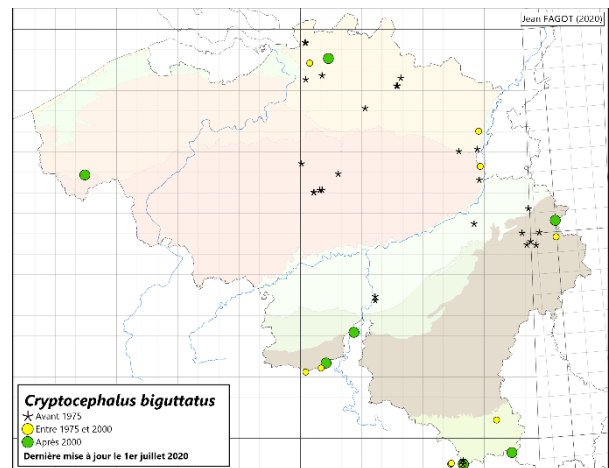 Jean FAGOT (2020)
Cryptocephalus biguttatus
Avant 1975
Entre 1975 et 2000
Après 2000
Dernière mise à jour le 1er juillet 2020